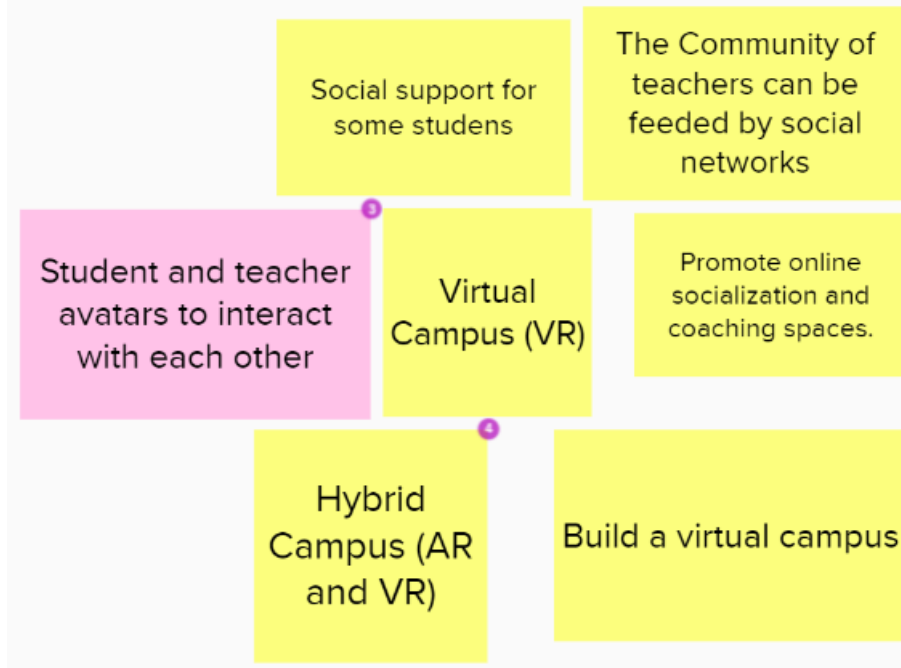 Social support for
some studens
The Community of
teachers can be
feeded by social
networks
3
Student and teacher
avatars to interact
with each other
Virtual
Campus (VR)
Promote online
socialization and
coaching spaces.
4
Hybrid
Campus (AR
and VR)
Build a virtual campus